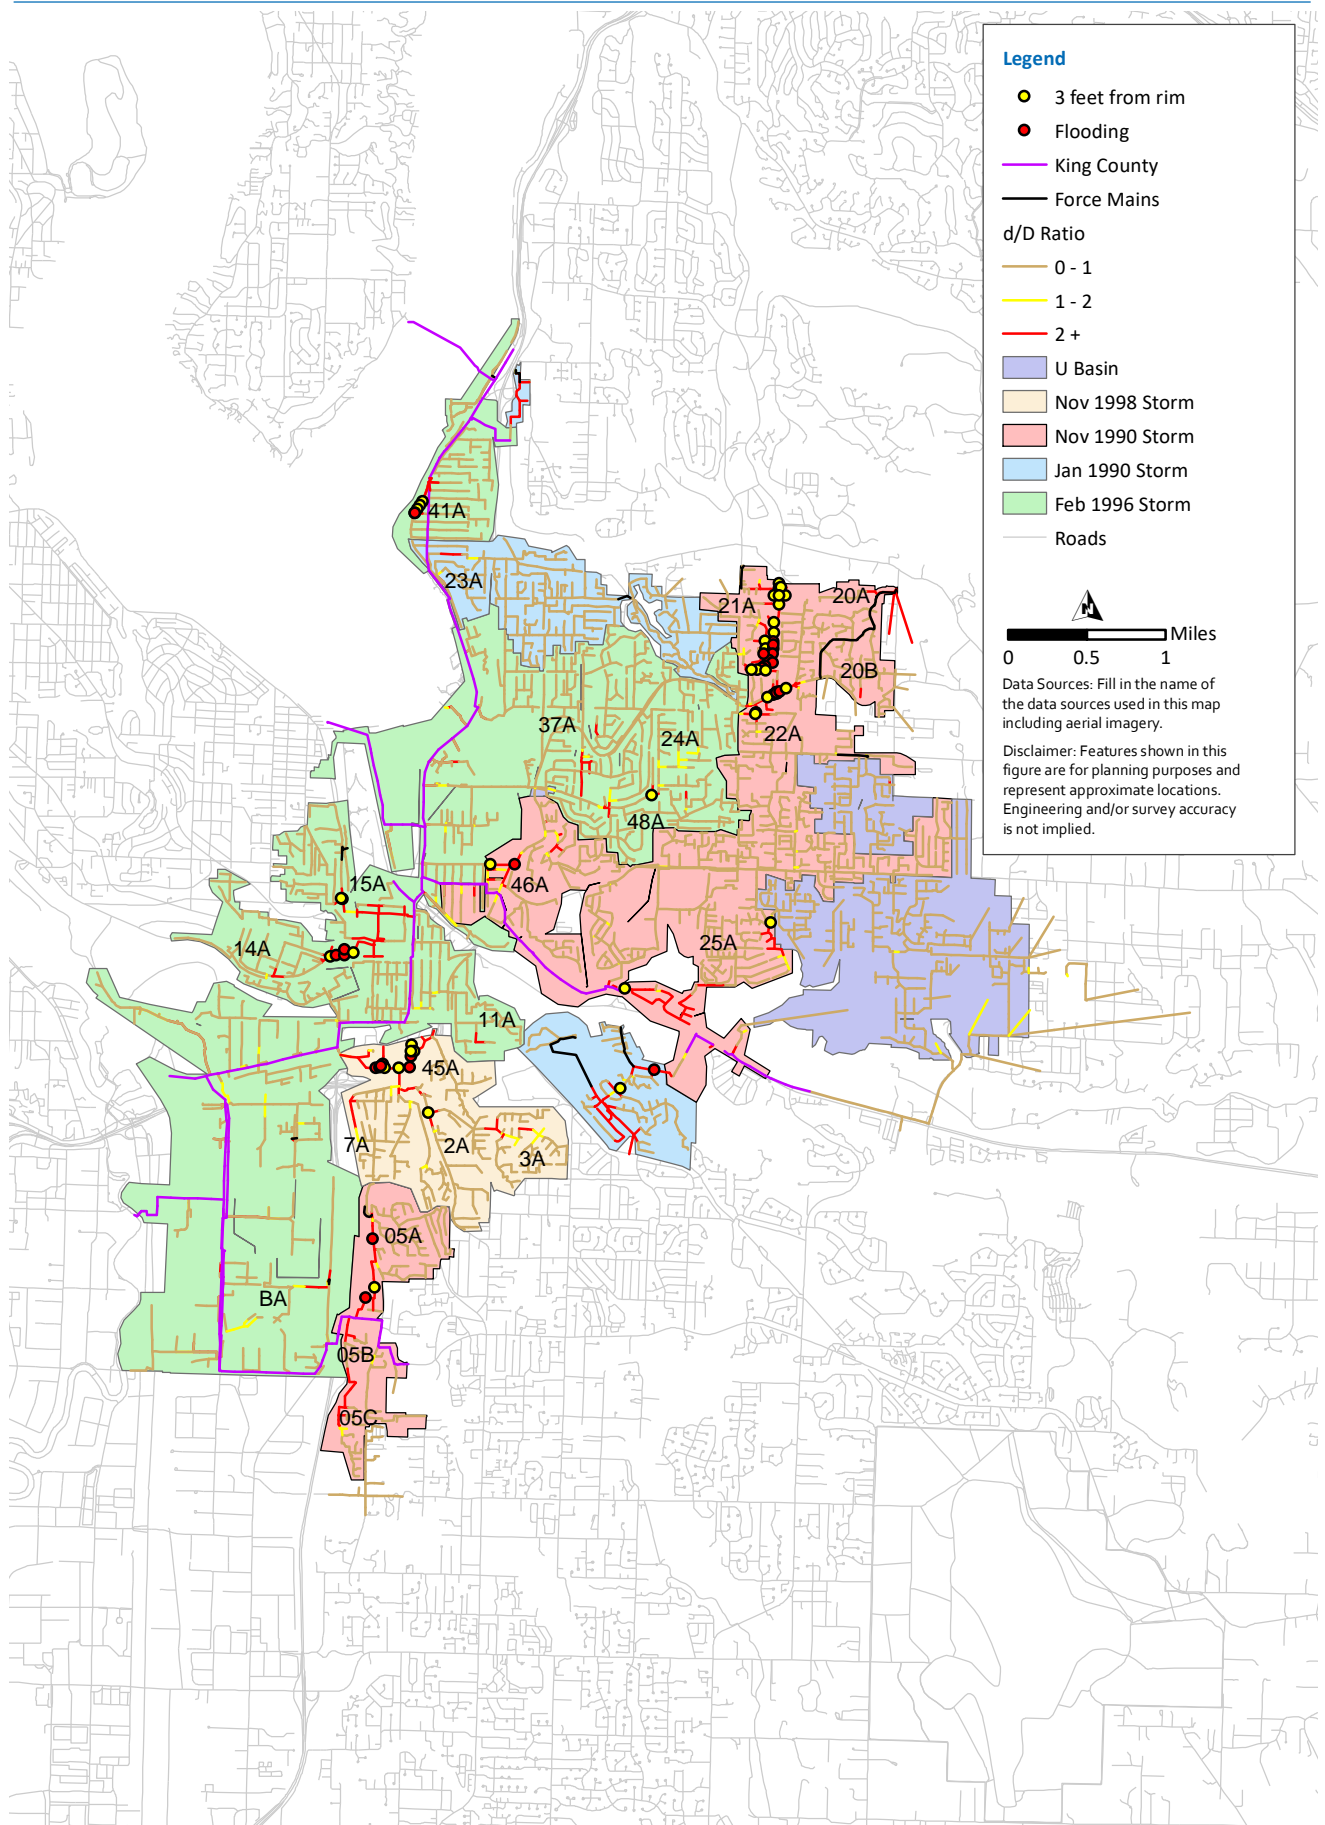 Legend
3 feet from rim
Flooding
King County
Force Mains
d/D Ratio
0 - 1
1 - 2
2 +
U Basin
Nov 1998 Storm
Nov 1990 Storm
Jan 1990 Storm
Feb 1996 Storm
Roads
N
Miles
0 0.5 1
Data Sources: Fill in the name of
the data sources used in this map
including aerial imagery.
Disclaimer: Features shown in this
figure are for planning purposes and
represent approximate locations.
Engineering and/or survey accuracy
is not implied.
41A
23A
21A
20A
20B
37A
24A
22A
48A
15A
46A
14A
25A
11A
45A
7A
2A
3A
05A
BA
05B
05C